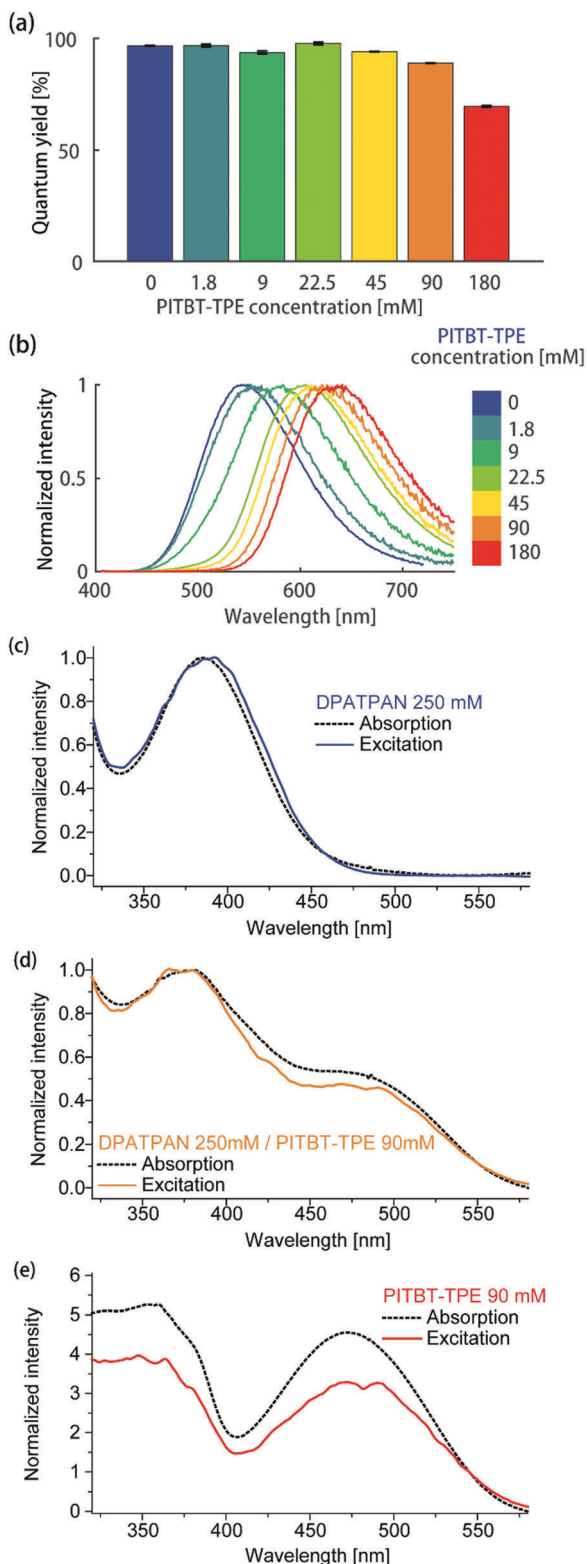 (a)
100
50
0
Quantum yield [%]
0 1.8 9 22.5 45 90 180
PITBT-TPE concentration [mM]
(b)
PITBT-TPE
concentration [mM]
1
0.5
0
Normalized intensity
400 500 600 700
Wavelength [nm]
0
1.8
9
22.5
45
90
180
(c)
1.0
0.8
0.6
0.4
0.2
0.0
Normalized intensity
DPATPAN 250 mM
Absorption
Excitation
350 400 450 500 550
Wavelength [nm]
(d)
1.0
0.8
0.6
0.4
0.2
0.0
Normalized intensity
DPATPAN 250mM / PITBT-TPE 90mM
Absorption
Excitation
350 400 450 500 550
Wavelength [nm]
(e)
6
5
4
3
2
1
0
Normalized intensity
PITBT-TPE 90 mM
Absorption
Excitation
350 400 450 500 550
Wavelength [nm]